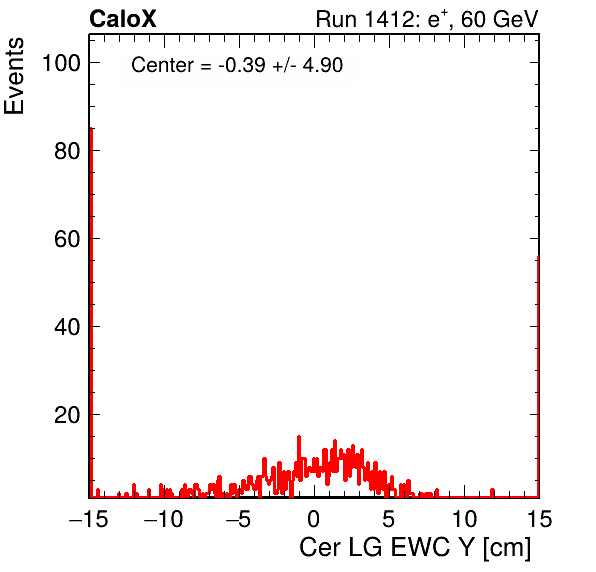 CaloX
Run 1412: e+, 60 GeV
Center = -0.39 +/- 4.90
Events
100
80
60
40
20
−15 −10 −5 0 5 10 15
Cer LG EWC Y [cm]